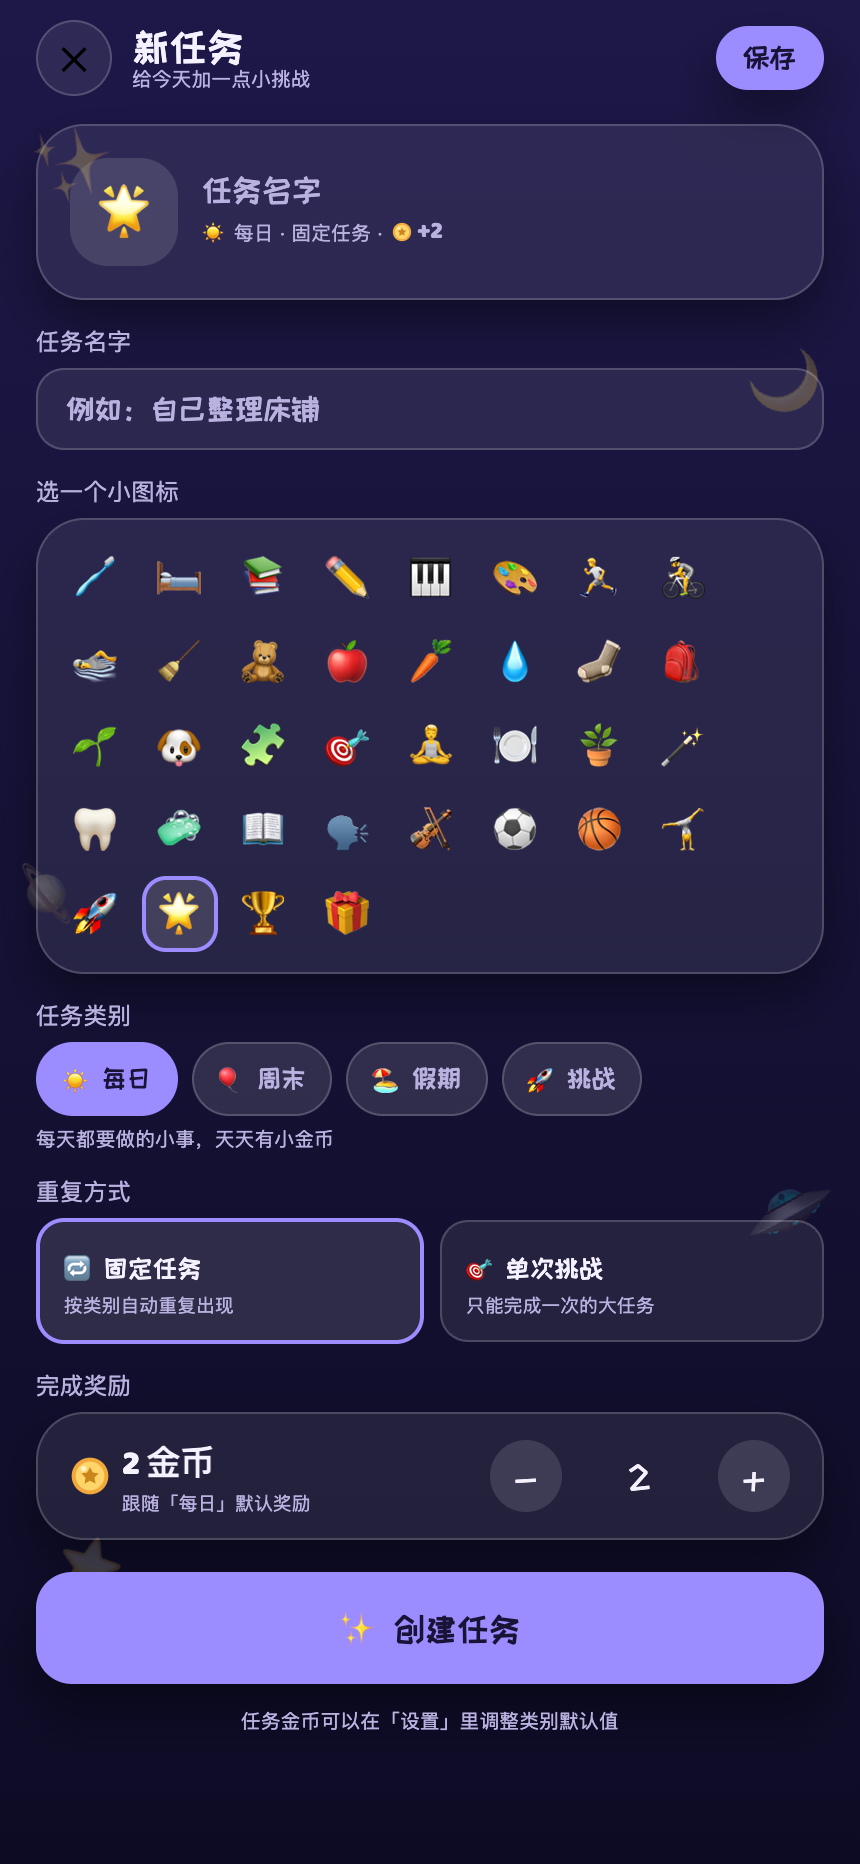 新任务
给今天加一点小挑战
保存
任务名字
每日 · 固定任务 · +2
任务名字
例如：自己整理床铺
选一个小图标
任务类别
每日
周末
假期
挑战
每天都要做的小事，天天有小金币
重复方式
固定任务
按类别自动重复出现
单次挑战
只能完成一次的大任务
完成奖励
2 金币
跟随「每日」默认奖励
− 2 +
创建任务
任务金币可以在「设置」里调整类别默认值